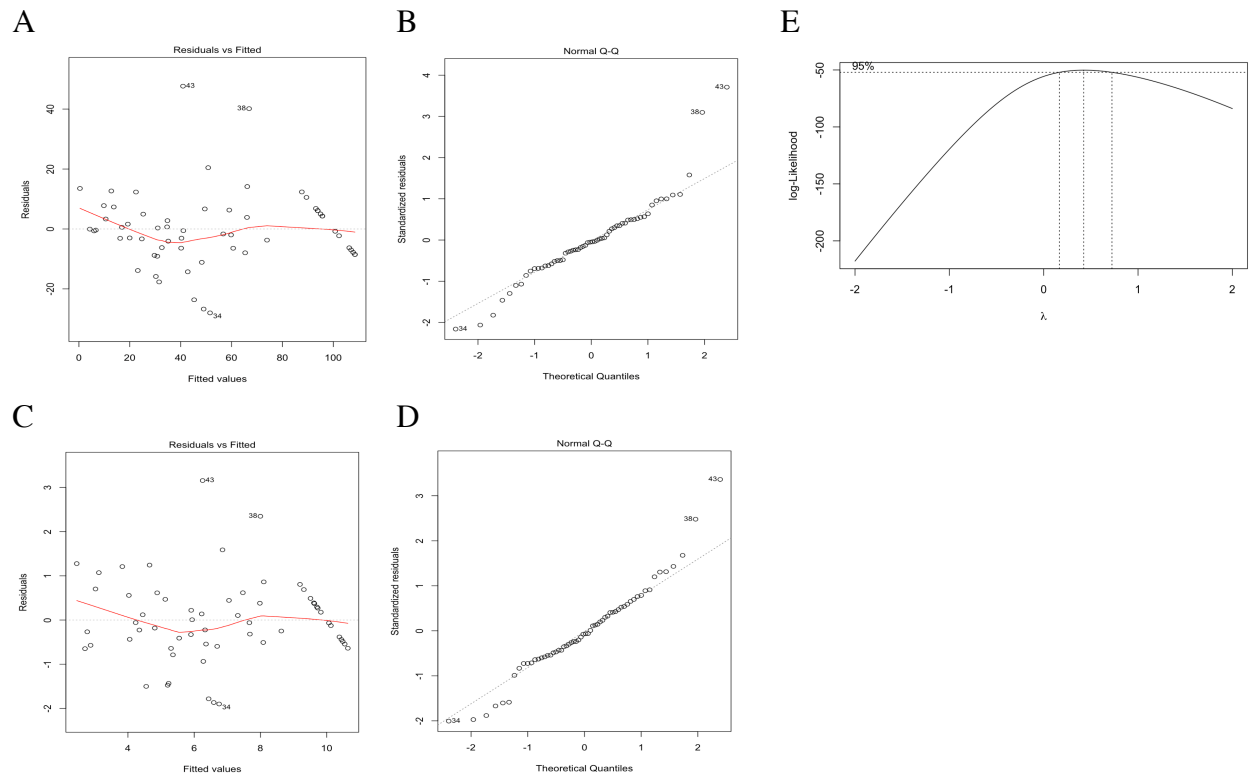 A
Residuals vs Fitted
43
38
34
Residuals
40
20
0
-20
0 20 40 60 80 100
Fitted values
B
Normal Q-Q
43
38
34
Standardized residuals
4
3
2
1
0
-1
-2
-2 -1 0 1 2
Theoretical Quantiles
E
95%
log-Likelihood
-50
-100
-150
-200
-2 -1 0 1 2
λ
C
Residuals vs Fitted
43
38
34
Residuals
3
2
1
0
-1
-2
4 6 8 10
Fitted values
D
Normal Q-Q
43
38
34
Standardized residuals
3
2
1
0
-1
-2
-2 -1 0 1 2
Theoretical Quantiles